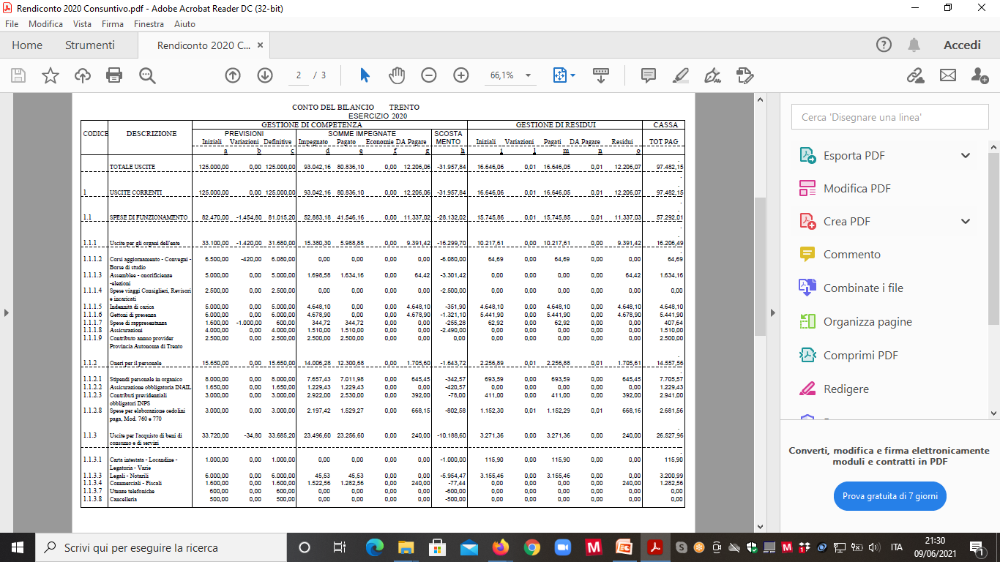 Rendiconto 2020 Consuntivo.pdf - Adobe Acrobat Reader DC (32-bit)
File Modifica Vista Firma Finestra Aiuto
Home Strumenti Rendiconto 2020 C... × Accedi
2 / 3 66,1%
CONTO DEL BILANCIO TRENTO
ESERCIZIO 2020
GESTIONE DI COMPETENZA GESTIONE DI RESIDUI CASSA
CODICE DESCRIZIONE PREVISIONI SOMME IMPEGNATE SCOSTA
Iniziali Variazioni Definitive Impegnato Pagato Economie DA Pagare MENTO Iniziali Variazioni Pagati DA Pagare Residui TOT PAG
a b c d e f g h i l m n o
TOTALE USCITE 125.000,00 0,00 125.000,00 93.042,16 80.836,10 0,00 12.206,06 -31.957,84 16.646,06 0,01 16.646,05 0,01 12.206,07 97.482,15
1 USCITE CORRENTI 125.000,00 0,00 125.000,00 93.042,16 80.836,10 0,00 12.206,06 -31.957,84 16.646,06 0,01 16.646,05 0,01 12.206,07 97.482,15
1.1 SPESE DI FUNZIONAMENTO 82.470,00 -1.454,80 81.015,20 52.883,18 41.546,16 0,00 11.337,02 -28.132,02 15.745,86 0,01 15.745,85 0,01 11.337,03 57.292,01
1.1.1 Uscite per gli organi dell'ente 33.100,00 -1.420,00 31.680,00 15.380,30 5.988,88 0,00 9.391,42 -16.299,70 10.217,61 0,00 10.217,61 0,00 9.391,42 16.206,49
1.1.1.2 Corsi aggiornamento - Convegni - 6.500,00 -420,00 6.080,00 0,00 0,00 0,00 0,00 -6.080,00 64,69 0,00 64,69 0,00 0,00 64,69
Borse di studio
1.1.1.3 Assemblee - onorificienze 5.000,00 0,00 5.000,00 1.698,58 1.634,16 0,00 64,42 -3.301,42 0,00 0,00 0,00 0,00 64,42 1.634,16
-elezioni
1.1.1.4 Spese viaggi Consiglieri, Revisori 2.500,00 0,00 2.500,00 0,00 0,00 0,00 0,00 -2.500,00 0,00 0,00 0,00 0,00 0,00 0,00
e incaricati
1.1.1.5 Indennità di carica 5.000,00 0,00 5.000,00 4.648,10 0,00 0,00 4.648,10 -351,90 4.648,10 0,00 4.648,10 0,00 4.648,10 4.648,10
1.1.1.6 Gettoni di presenza 6.000,00 0,00 6.000,00 4.678,90 0,00 0,00 4.678,90 -1.321,10 5.441,90 0,00 5.441,90 0,00 4.678,90 5.441,90
1.1.1.7 Spese di rappresentanza 1.600,00 -1.000,00 600,00 344,72 344,72 0,00 0,00 -255,28 62,92 0,00 62,92 0,00 0,00 407,64
1.1.1.8 Assicurazioni 4.000,00 0,00 4.000,00 1.510,00 1.510,00 0,00 0,00 -2.490,00 0,00 0,00 0,00 0,00 0,00 1.510,00
1.1.1.9 Contributo annuo provider 2.500,00 0,00 2.500,00 2.500,00 2.500,00 0,00 0,00 0,00 0,00 0,00 0,00 0,00 0,00 2.500,00
Provincia Autonoma di Trento
1.1.2 Oneri per il personale 15.650,00 0,00 15.650,00 14.006,28 12.300,68 0,00 1.705,60 -1.643,72 2.256,89 0,01 2.256,88 0,01 1.705,61 14.557,56
1.1.2.1 Stipendi personale in organico 8.000,00 0,00 8.000,00 7.657,43 7.011,98 0,00 645,45 -342,57 693,59 0,00 693,59 0,00 645,45 7.705,57
1.1.2.2 Assicurazione obbligatoria INAIL 1.650,00 0,00 1.650,00 1.229,43 1.229,43 0,00 0,00 -420,57 0,00 0,00 0,00 0,00 0,00 1.229,43
1.1.2.3 Contributi previdenziali 3.000,00 0,00 3.000,00 2.922,00 2.530,00 0,00 392,00 -78,00 411,00 0,00 411,00 0,00 392,00 2.941,00
obbligatori INPS
1.1.2.8 Spese per elaborazione cedolini 3.000,00 0,00 3.000,00 2.197,42 1.529,27 0,00 668,15 -802,58 1.152,30 0,01 1.152,29 0,01 668,16 2.681,56
paga, Mod. 760 e 770
1.1.3 Uscite per l'acquisto di beni di 33.720,00 -34,80 33.685,20 23.496,60 23.256,60 0,00 240,00 -10.188,60 3.271,36 0,00 3.271,36 0,00 240,00 26.527,96
consumo e di servizi
1.1.3.1 Carta intestata - Locandine - 1.000,00 0,00 1.000,00 0,00 0,00 0,00 0,00 -1.000,00 115,90 0,00 115,90 0,00 0,00 115,90
Legatoria - Varie
1.1.3.3 Legali - Notarili 6.000,00 0,00 6.000,00 45,53 45,53 0,00 0,00 -5.954,47 3.155,46 0,00 3.155,46 0,00 0,00 3.200,99
1.1.3.4 Commerciali - Fiscali 1.600,00 0,00 1.600,00 1.522,56 1.282,56 0,00 240,00 -77,44 0,00 0,00 0,00 0,00 240,00 1.282,56
1.1.3.7 Utenze telefoniche 600,00 0,00 600,00 0,00 0,00 0,00 0,00 -600,00 0,00 0,00 0,00 0,00 0,00 0,00
1.1.3.8 Cancelleria 500,00 0,00 500,00 0,00 0,00 0,00 0,00 -500,00 0,00 0,00 0,00 0,00 0,00 0,00
Cerca 'Disegnare una linea'
Esporta PDF
Modifica PDF
Crea PDF
Commento
Combinate i file
Organizza pagine
Comprimi PDF
Redigere
Converti, modifica e firma elettronicamente
moduli e contratti in PDF
Prova gratuita di 7 giorni
Scrivi qui per eseguire la ricerca
ITA
21:30
09/06/2021
1